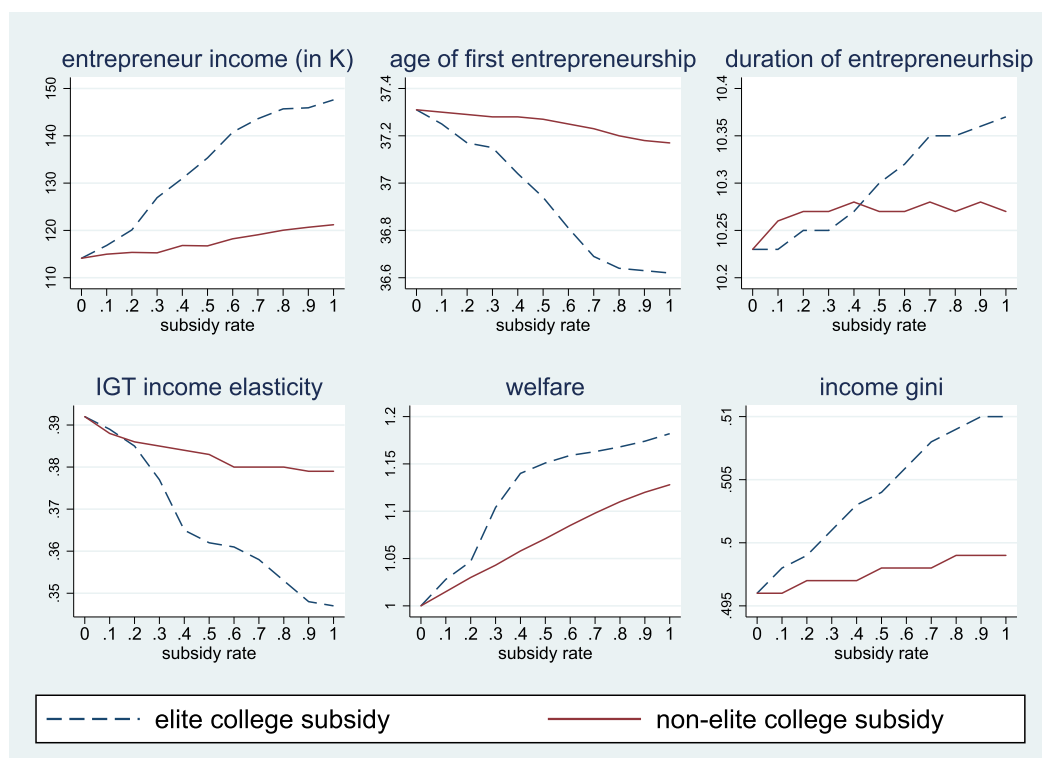 entrepreneur income (in K)
150
140
130
120
110
0 .1 .2 .3 .4 .5 .6 .7 .8 .9 1
subsidy rate
age of first entrepreneurship
37.4
37.2
37
36.8
36.6
0 .1 .2 .3 .4 .5 .6 .7 .8 .9 1
subsidy rate
duration of entrepreneurhsip
10.4
10.35
10.3
10.25
10.2
0 .1 .2 .3 .4 .5 .6 .7 .8 .9 1
subsidy rate
IGT income elasticity
.39
.38
.37
.36
.35
0 .1 .2 .3 .4 .5 .6 .7 .8 .9 1
subsidy rate
welfare
1.2
1.15
1.1
1.05
1
0 .1 .2 .3 .4 .5 .6 .7 .8 .9 1
subsidy rate
income gini
.51
.505
.5
.495
0 .1 .2 .3 .4 .5 .6 .7 .8 .9 1
subsidy rate
elite college subsidy
non-elite college subsidy